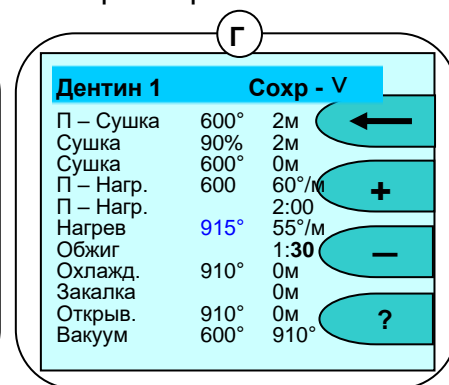 Г
Дентин 1 Сохр - V
П – Сушка 600° 2м
Сушка 90% 2м
Сушка 600° 0м
П – Нагр. 600 60°/м
П – Нагр. 2:00
Нагрев 915° 55°/м
Обжиг 1:30
Охлажд. 910° 0м
Закалка 0м
Открыв. 910° 0м
Вакуум 600° 910°
+
–
?